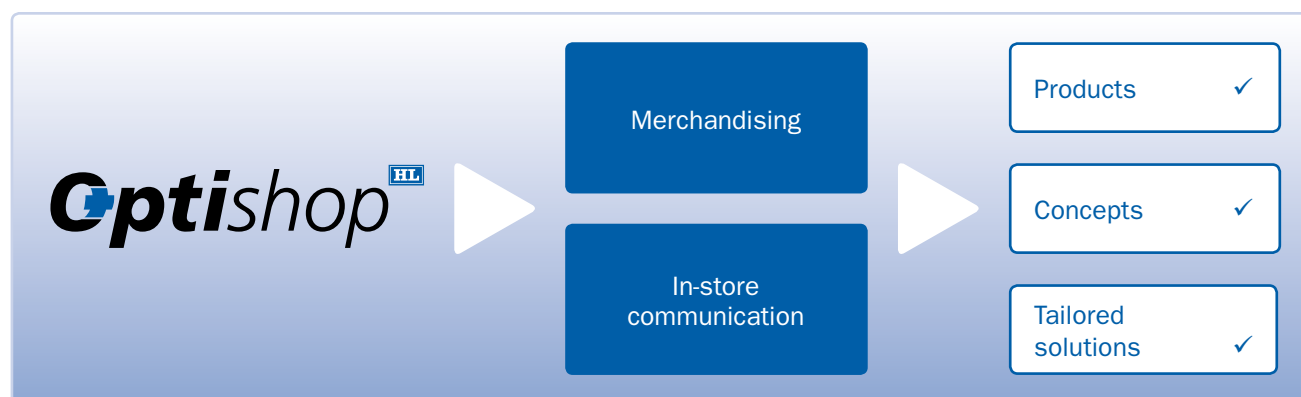 Optishop
HL
Merchandising
In-store
communication
Products ✓
Concepts ✓
Tailored
solutions ✓